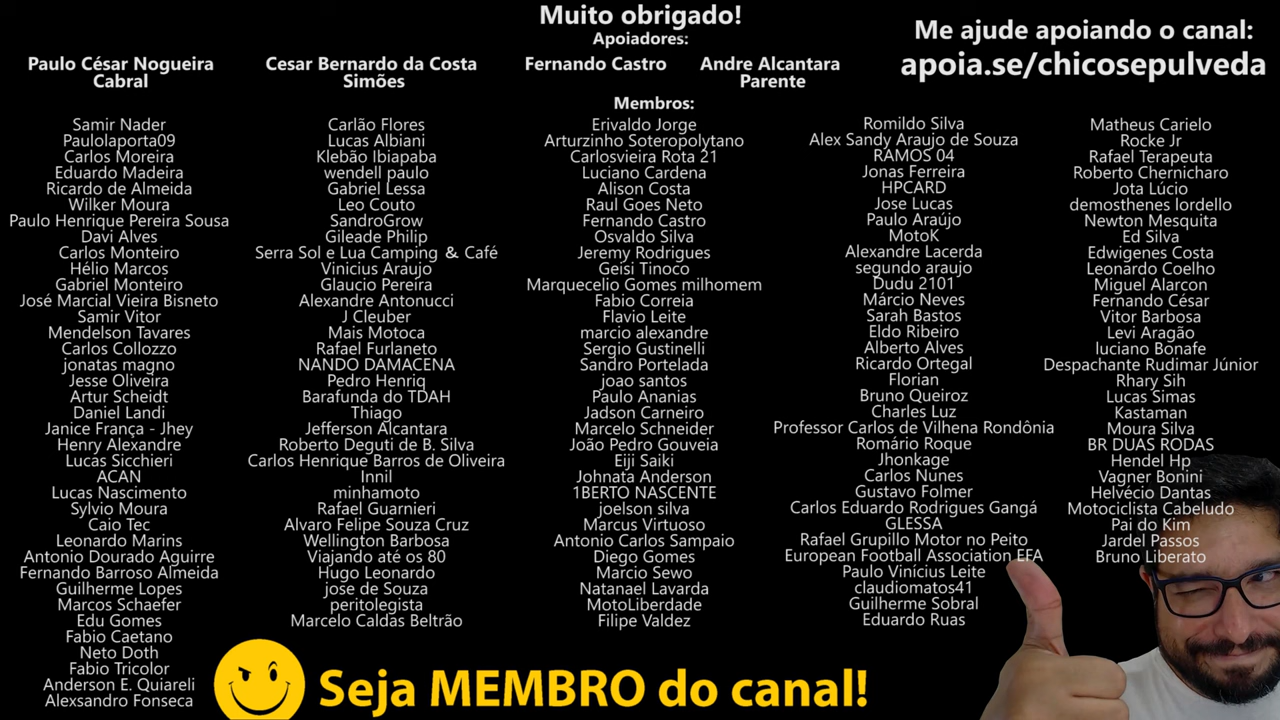 Muito obrigado!
Apoiadores:
Me ajude apoiando o canal:
apoia.se/chicosepulveda
Paulo César Nogueira
Cabral
Cesar Bernardo da Costa
Simões
Fernando Castro
Andre Alcantara
Parente
Membros:
Samir Nader
Paulolaporta09
Carlos Moreira
Eduardo Madeira
Ricardo de Almeida
Wilker Moura
Paulo Henrique Pereira Sousa
Davi Alves
Carlos Monteiro
Hélio Marcos
Gabriel Monteiro
José Marcial Vieira Bisneto
Samir Vitor
Mendelson Tavares
Carlos Collozzo
jonatas magno
Jesse Oliveira
Artur Scheidt
Daniel Landi
Janice França - Jhey
Henry Alexandre
Lucas Sicchieri
ACAN
Lucas Nascimento
Sylvio Moura
Caio Tec
Leonardo Marins
Antonio Dourado Aguirre
Fernando Barroso Almeida
Guilherme Lopes
Marcos Schaefer
Edu Gomes
Fabio Caetano
Neto Doth
Fabio Tricolor
Anderson E. Quiareli
Alexsandro Fonseca
Carlão Flores
Lucas Albiani
Klebão Ibiapaba
wendell paulo
Gabriel Lessa
Leo Couto
SandroGrow
Gileade Philip
Serra Sol e Lua Camping & Café
Vinicius Araujo
Glaucio Pereira
Alexandre Antonucci
J Cleuber
Mais Motoca
Rafael Furlaneto
NANDO DAMACENA
Pedro Henriq
Barafunda do TDAH
Thiago
Jefferson Alcantara
Roberto Deguti de B. Silva
Carlos Henrique Barros de Oliveira
Innil
minhamoto
Rafael Guarnieri
Alvaro Felipe Souza Cruz
Wellington Barbosa
Viajando até os 80
Hugo Leonardo
jose de Souza
peritolegista
Marcelo Caldas Beltrão
Erivaldo Jorge
Arturzinho Soteropolytano
Carlosvieira Rota 21
Luciano Cardena
Alison Costa
Raul Goes Neto
Fernando Castro
Osvaldo Silva
Jeremy Rodrigues
Geisi Tinoco
Marquecelio Gomes milhomem
Fabio Correia
Flavio Leite
marcio alexandre
Sergio Gustinelli
Sandro Portelada
joao santos
Paulo Ananias
Jadson Carneiro
Marcelo Schneider
João Pedro Gouveia
Eiji Saiki
Johnata Anderson
1BERTO NASCENTE
joelson silva
Marcus Virtuoso
Antonio Carlos Sampaio
Diego Gomes
Marcio Sewo
Natanael Lavarda
MotoLiberdade
Filipe Valdez
Romildo Silva
Alex Sandy Araujo de Souza
RAMOS 04
Jonas Ferreira
HPCARD
Jose Lucas
Paulo Araújo
MotoK
Alexandre Lacerda
segundo araujo
Dudu 2101
Márcio Neves
Sarah Bastos
Eldo Ribeiro
Alberto Alves
Ricardo Ortegal
Florian
Bruno Queiroz
Charles Luz
Professor Carlos de Vilhena Rondônia
Romário Roque
Jhonkage
Carlos Nunes
Gustavo Folmer
Carlos Eduardo Rodrigues Gangá
GLESSA
Rafael Grupillo Motor no Peito
European Football Association EFA
Paulo Vinícius Leite
claudiomatos41
Guilherme Sobral
Eduardo Ruas
Matheus Carielo
Rocke Jr
Rafael Terapeuta
Roberto Chernicharo
Jota Lúcio
demosthenes lordello
Newton Mesquita
Ed Silva
Edwigenes Costa
Leonardo Coelho
Miguel Alarcon
Fernando César
Vitor Barbosa
Levi Aragão
luciano Bonafe
Despachante Rudimar Júnior
Rhary Sih
Lucas Simas
Kastaman
Moura Silva
BR DUAS RODAS
Hendel Hp
Vagner Bonini
Helvécio Dantas
Motociclista Cabeludo
Pai do Kim
Jardel Passos
Bruno Liberato
Seja MEMBRO do canal!